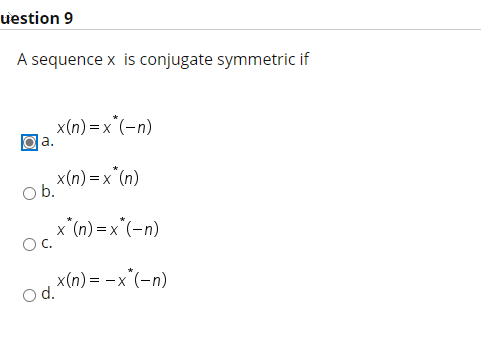 uestion 9
A sequence x is conjugate symmetric if
a. x(n)=x*(−n)
b. x(n)=x*(n)
c. x*(n)=x*(−n)
d. x(n)= −x*(−n)